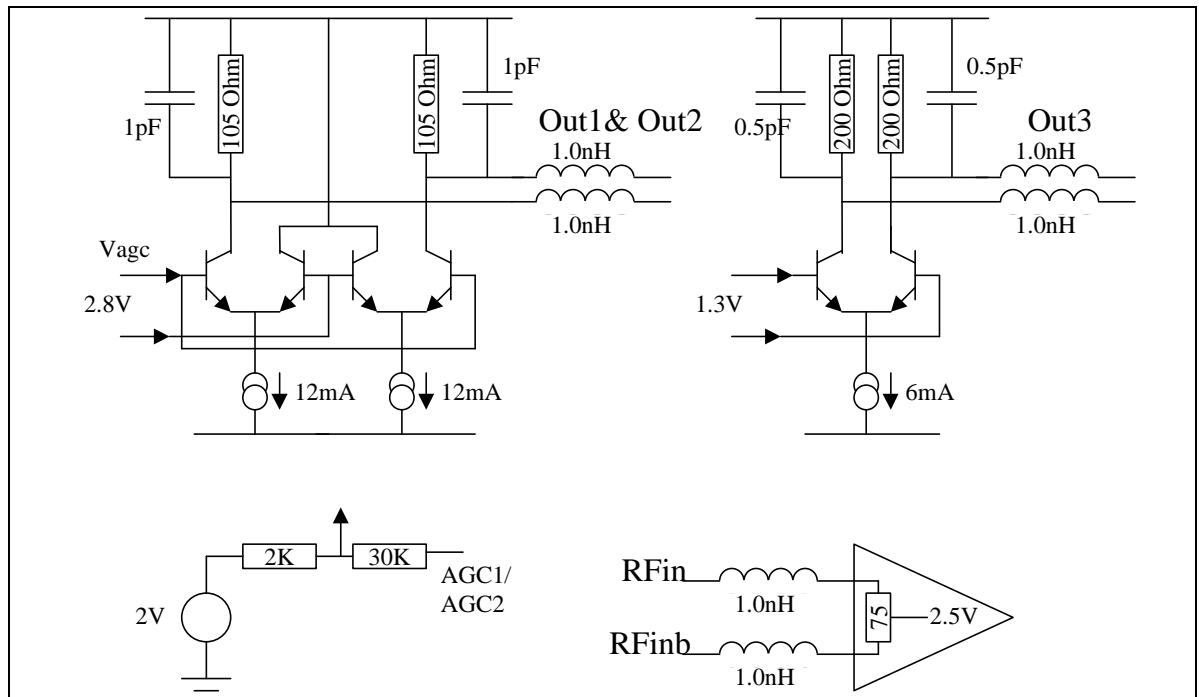 1pF
105 Ohm
105 Ohm
1pF
1pF
Out1& Out2
1.0nH
1.0nH
Vagc
2.8V
12mA
12mA
0.5pF
200 Ohm
200 Ohm
0.5pF
Out3
1.0nH
1.0nH
1.3V
6mA
2V
2K
30K
AGC1/
AGC2
RFin
1.0nH
RFinb
1.0nH
75
2.5V